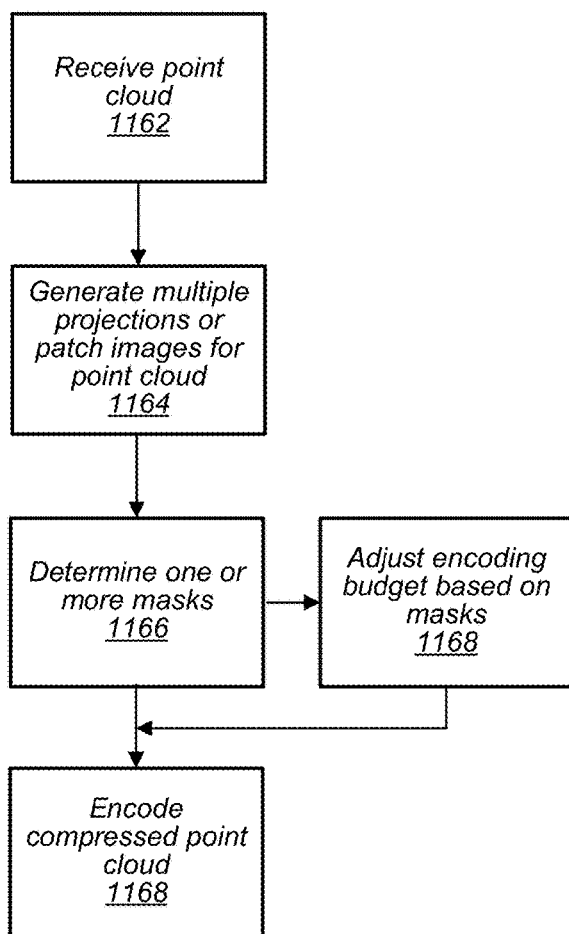 Receive point
cloud
1162
Generate multiple
projections or
patch images for
point cloud
1164
Determine one or
more masks
1166
Adjust encoding
budget based on
masks
1168
Encode
compressed point
cloud
1168